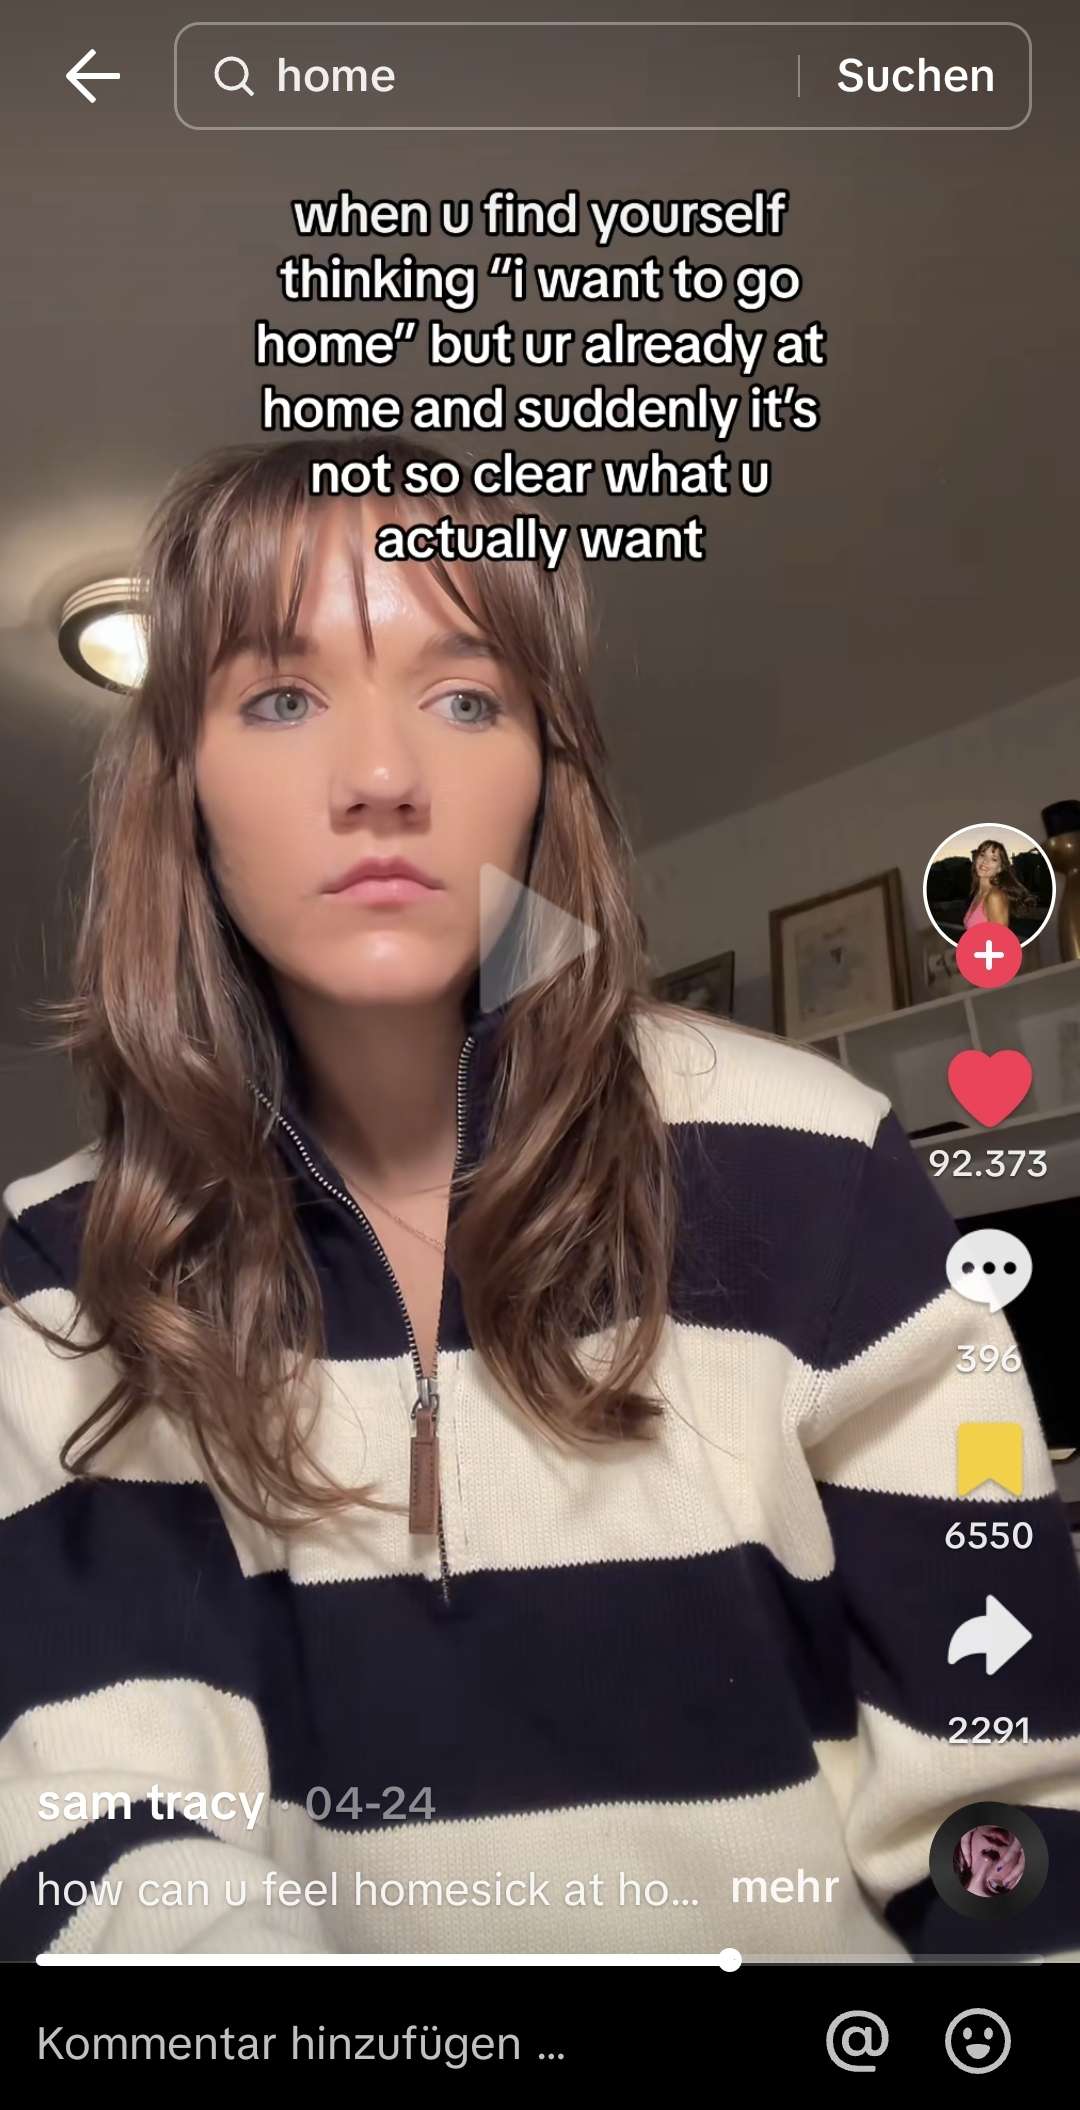 home
Suchen
when u find yourself
thinking “i want to go
home” but ur already at
home and suddenly it’s
not so clear what u
actually want
92.373
396
6550
2291
sam tracy · 04-24
how can u feel homesick at ho... mehr
Kommentar hinzufügen ...